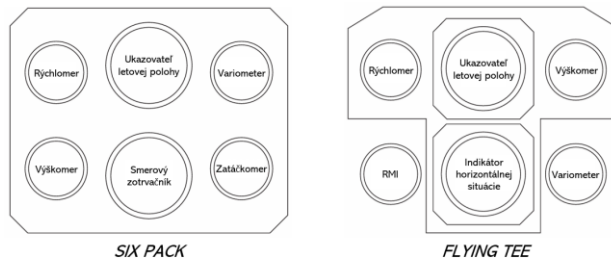 Rýchlomer
Ukazovateľ
letovej polohy
Variometer
Výškomer
Smerový
zotrvačník
Zatáčkomer
SIX PACK
Rýchlomer
Ukazovateľ
letovej polohy
Výškomer
RMI
Indikátor
horizontálnej
situácie
Variometer
FLYING TEE